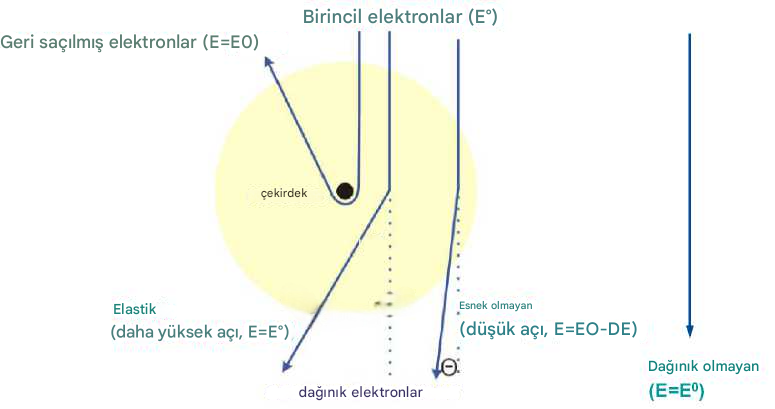 Birincil elektronlar (E°)
Geri saçılmış elektronlar (E=E0)
çekirdek
Elastik
(daha yüksek açı, E=E°)
Esnek olmayan
(düşük açı, E=EO-DE)
Θ
dağınık elektronlar
Dağınık olmayan
(E=E⁰)